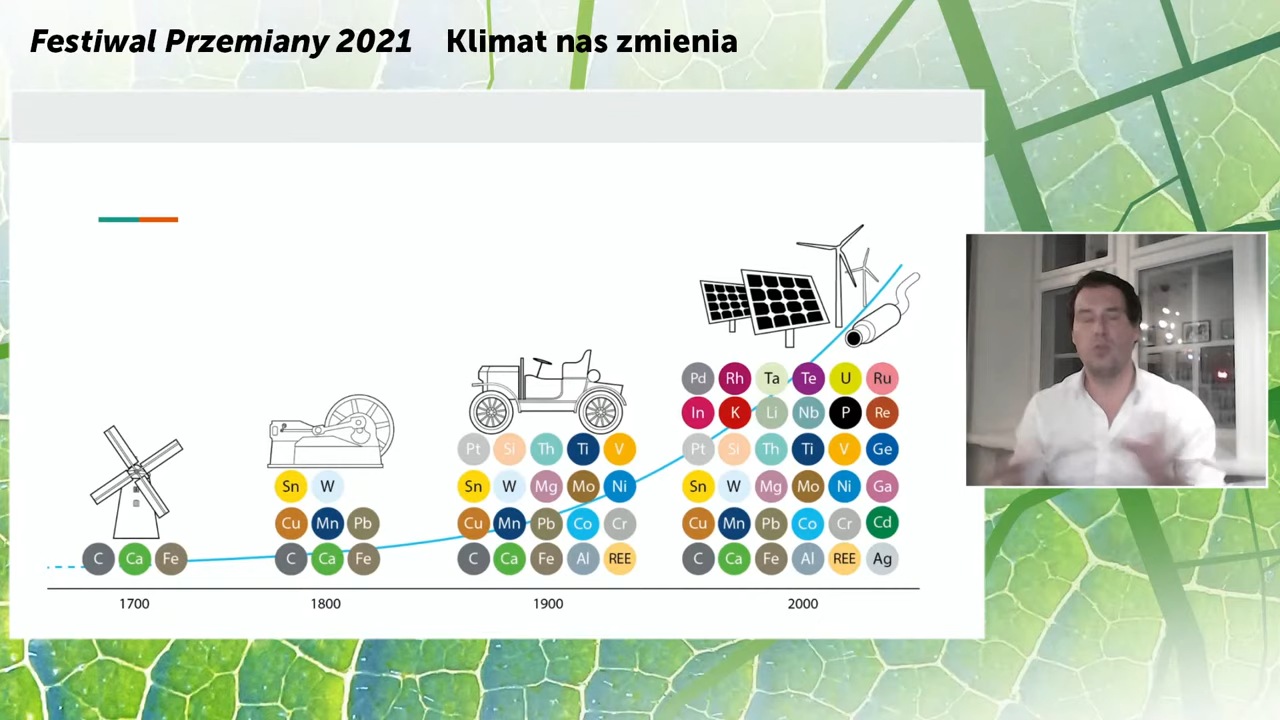 Festiwal Przemiany 2021 Klimat nas zmienia
Pd Rh Ta Te U Ru
In K Li Nb P Re
Pt Si Th Ti V Pt Si Th Ti V Ge
Sn W Sn W Mg Mo Ni Sn W Mg Mo Ni Ga
Cu Mn Pb Cu Mn Pb Co Cr Cu Mn Pb Co Cr Cd
C Ca Fe C Ca Fe C Ca Fe Al REE C Ca Fe Al REE Ag
1700 1800 1900 2000